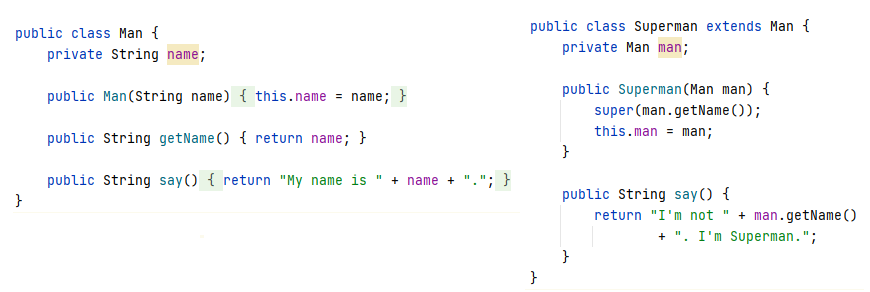 public class Man {
private String name;
public Man(String name) { this.name = name; }
public String getName() { return name; }
public String say() { return "My name is " + name + "."; }
}
public class Superman extends Man {
private Man man;
public Superman(Man man) {
super(man.getName());
this.man = man;
}
public String say() {
return "I'm not " + man.getName()
+ ". I'm Superman.";
}
}